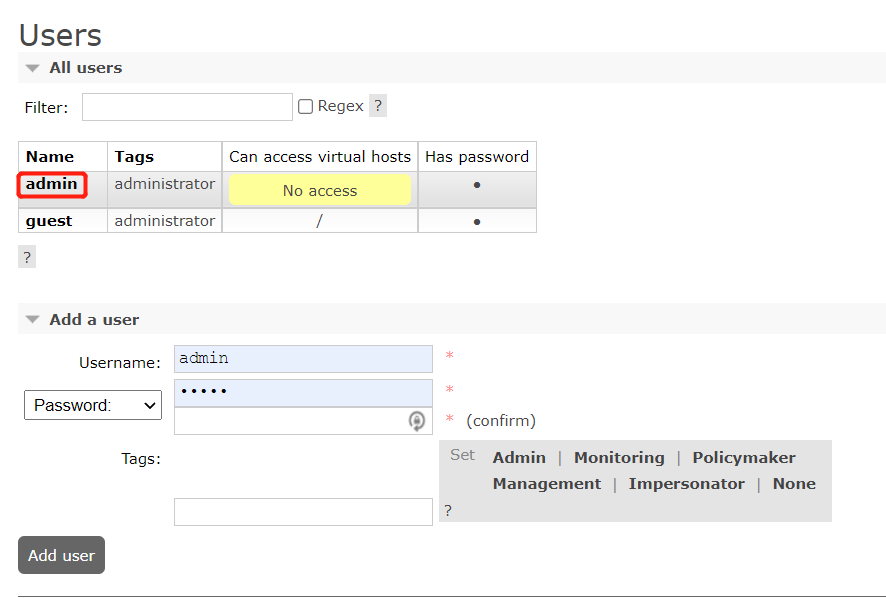 Users
All users
Filter: Regex ?
Name Tags Can access virtual hosts Has password
admin administrator No access •
guest administrator / •
?
Add a user
Username: admin *
Password: ••••• *
* (confirm)
Tags: Set Admin | Monitoring | Policymaker
Management | Impersonator | None
?
Add user